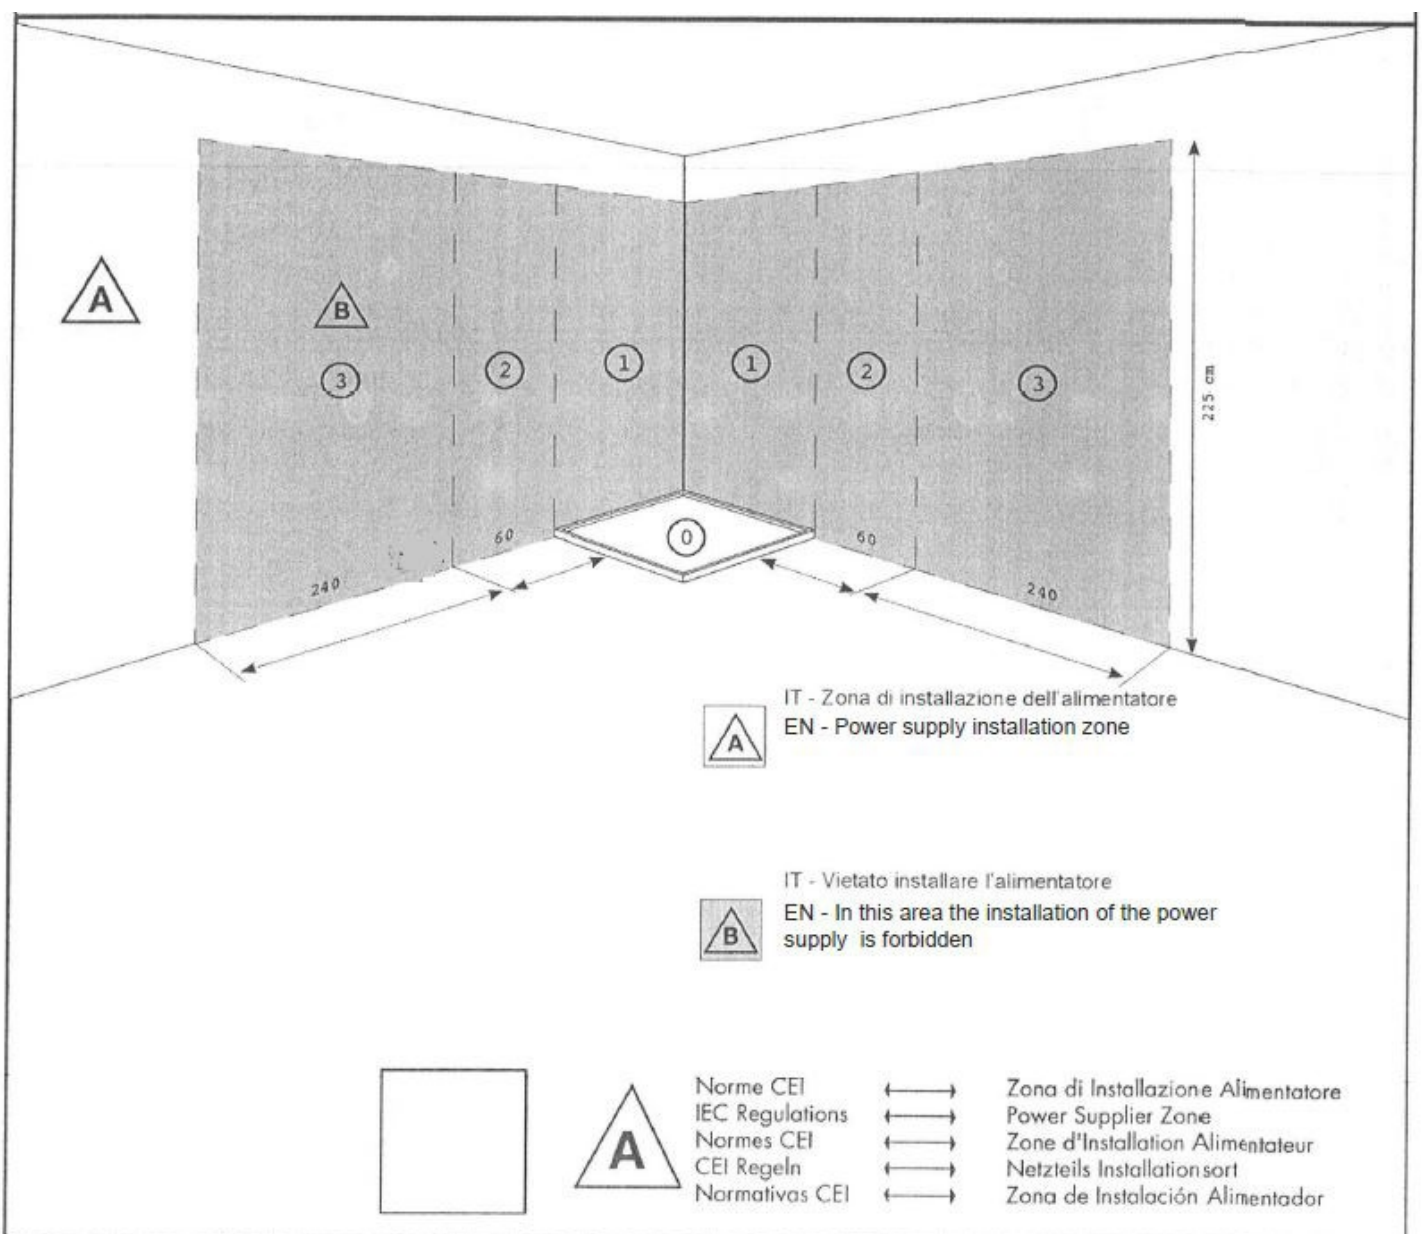 A
B
3
2
1
1
2
3
225 cm
0
60
60
240
240
IT - Zona di installazione dell'alimentatore
EN - Power supply installation zone
A
IT - Vietato installare l'alimentatore
EN - In this area the installation of the power
supply is forbidden
B
A
Norme CEI Zona di Installazione Alimentatore
IEC Regulations Power Supplier Zone
Normes CEI Zone d'Installation Alimentateur
CEI Regeln Netzteils Installationsort
Normativas CEI Zona de Instalación Alimentador